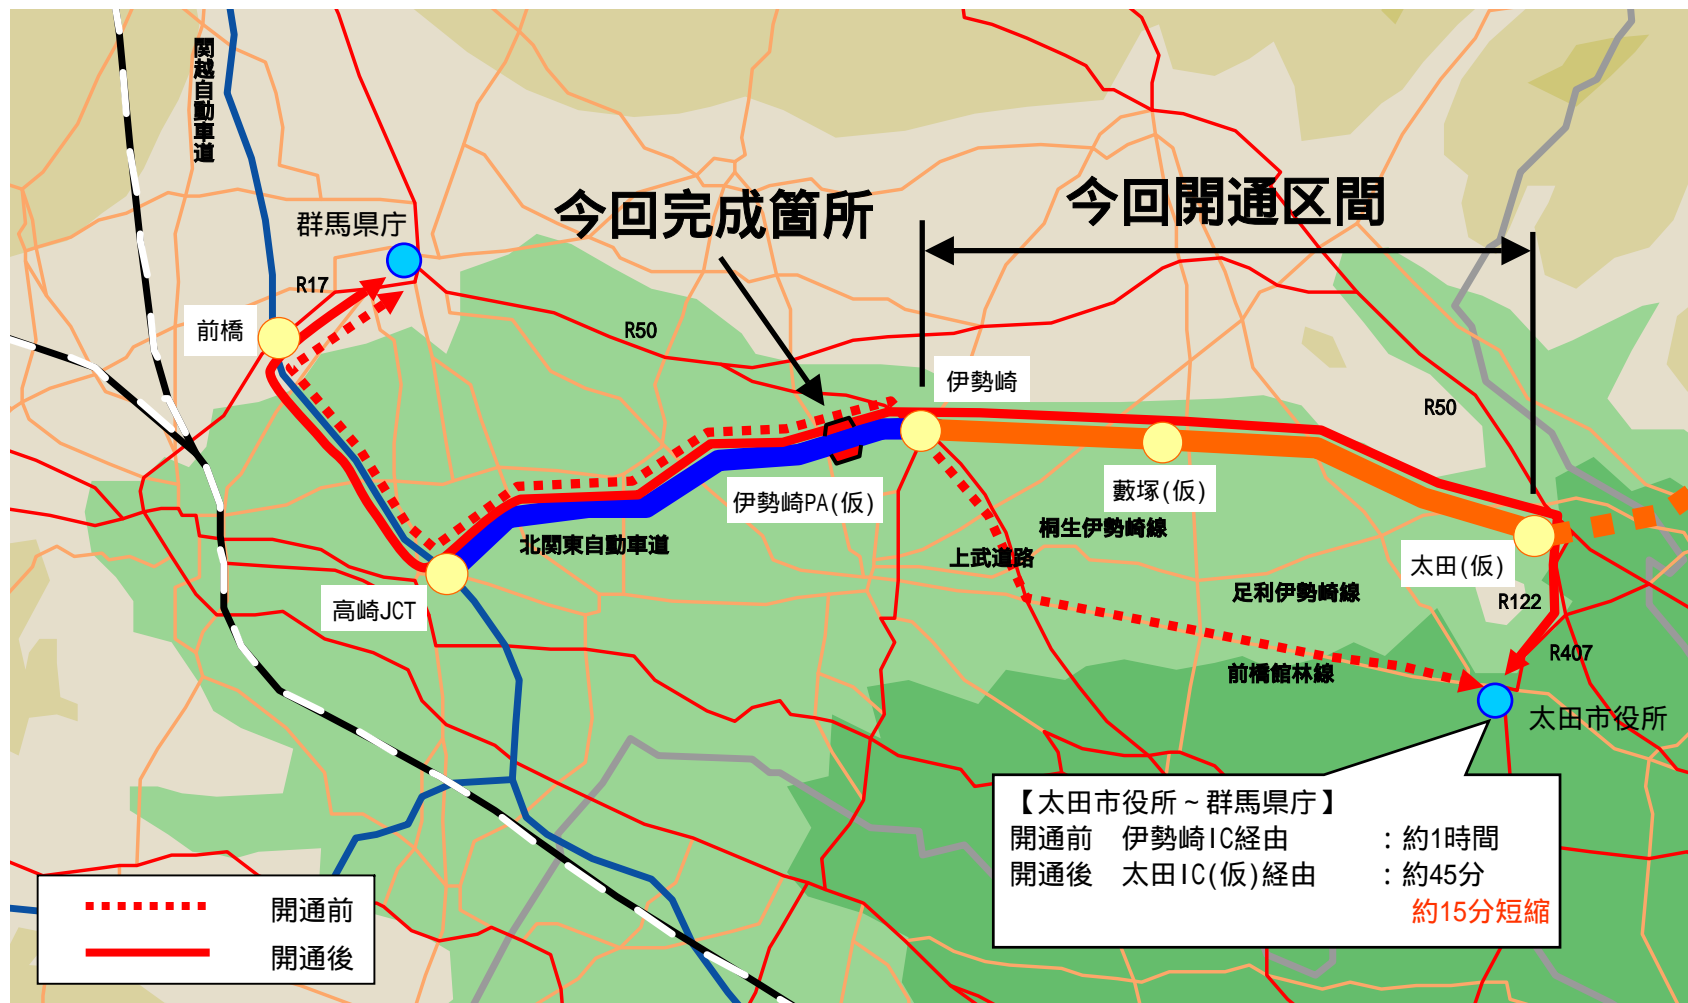 関越自動車道
今回完成箇所
今回開通区間
群馬県庁
R17
前橋
R50
伊勢崎
R50
伊勢崎PA(仮)
藪塚(仮)
桐生伊勢崎線
北関東自動車道
上武道路
太田(仮)
高崎JCT
足利伊勢崎線
R122
R407
前橋館林線
太田市役所
【太田市役所~群馬県庁】
開通前 伊勢崎IC経由 :約1時間
開通後 太田IC(仮)経由 :約45分
約15分短縮
開通前
開通後